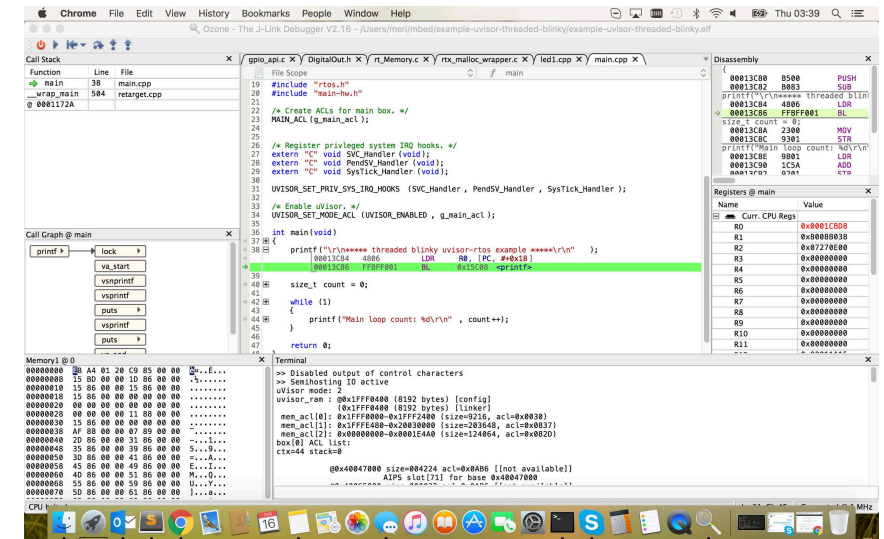 Chrome File Edit View History Bookmarks People Window Help Thu 03:39
Ozone - The J-Link Debugger V2.16 - /Users/meri/mbed/example-uvisor-threaded-blinky/example-uvisor-threaded-blinky.elf
Call Stack
Function Line File
main 38 main.cpp
__wrap_main 504 retarget.cpp
@ 0001172A
Call Graph @ main
printf lock
va_start
vsnprintf
vsprintf
puts
vsprintf
puts
gpio_api.c DigitalOut.h rt_Memory.c rtx_malloc_wrapper.c led1.cpp main.cpp
File Scope main
19 #include "rtos.h"
20 #include "main-hw.h"
21
22 /* Create ACLs for main box. */
23 MAIN_ACL (g_main_acl );
24
25
26 /* Register privleged system IRQ hooks. */
27 extern "C" void SVC_Handler (void);
28 extern "C" void PendSV_Handler (void);
29 extern "C" void SysTick_Handler (void);
30
31 UVISOR_SET_PRIV_SYS_IRQ_HOOKS (SVC_Handler , PendSV_Handler , SysTick_Handler );
32
33 /* Enable uVisor. */
34 UVISOR_SET_MODE_ACL (UVISOR_ENABLED , g_main_acl );
35
36 int main(void)
37 {
38 printf("\r\n***** threaded blinky uvisor-rtos example *****\r\n" );
00013C84 4806 LDR R0, [PC, #+0x18]
00013C86 FFBFF001 BL 0x15C08 <printf>
39
40 size_t count = 0;
41
42 while (1)
43 {
44 printf("Main loop count: %d\r\n" , count++);
45 }
46
47 return 0;
Disassembly
{
00013C80 B500 PUSH
00013C82 B083 SUB
printf("\r\n***** threaded blin
00013C84 4806 LDR
00013C86 FFBFF001 BL
size_t count = 0;
00013C8A 2300 MOV
00013C8C 9301 STR
printf("Main loop count: %d\r\n"
00013C8E 9B01 LDR
00013C90 1C5A ADD
00013C92 9201 STR
Registers @ main
Name Value
Curr. CPU Regs
R0 0x0001CBD8
R1 0x8008B038
R2 0x07270E00
R3 0x00000000
R4 0x00000000
R5 0x00000000
R6 0x00000000
R7 0x00000000
R8 0x00000000
R9 0x00000000
R10 0x00000000
R11 0x00000000
Memory1 @ 0
00000000 A4 01 20 C9 85 00 00
00000008 15 BD 00 00 1D 86 00 00
00000010 15 86 00 00 15 86 00 00 ........
00000018 15 86 00 00 00 00 00 00 ........
00000020 00 00 00 00 00 00 00 00 ........
00000028 00 00 00 00 11 88 00 00 ........
00000030 15 86 00 00 00 00 00 00 ........
00000038 AF 88 00 07 89 00 00
00000040 2D 86 00 00 31 86 00 00 -...1...
00000048 35 86 00 00 39 86 00 00 5...9...
00000050 3D 86 00 00 41 86 00 00 =...A...
00000058 45 86 00 00 49 86 00 00 E...I...
00000060 4D 86 00 00 51 86 00 00 M...Q...
00000068 55 86 00 00 59 86 00 00 U...Y...
00000070 5D 86 00 00 61 86 00 00 ]...a...
Terminal
>> Disabled output of control characters
>> Semihosting IO active
uVisor mode: 2
uvisor_ram : @0x1FFF0400 (8192 bytes) [config]
(0x1FFF0400 (8192 bytes) [linker]
mem_acl[0]: 0x1FFF0000-0x1FFF2400 (size=9216, acl=0x0030)
mem_acl[1]: 0x1FFFE480-0x20030000 (size=203648, acl=0x0837)
mem_acl[2]: 0x00000000-0x0001E4A0 (size=124064, acl=0x082D)
box[0] ACL list:
ctx=44 stack=0
@0x40047000 size=004224 acl=0x0AB6 [[not available]]
AIPS slot[71] for base 0x40047000
CPU
MHz
16